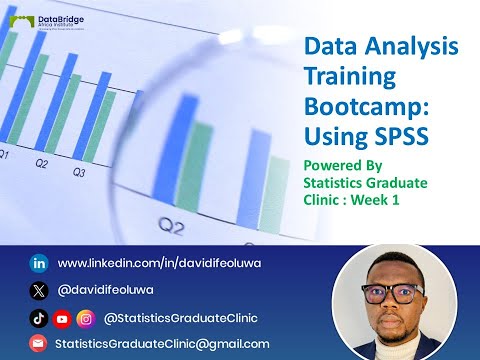 DataBridge
Africa Institute
Data Analysis
Training
Bootcamp:
Using SPSS
Powered By
Statistics Graduate
Clinic : Week 1
Q1
Q2
Q3
Q2
www.linkedin.com/in/davidifeoluwa
@davidifeoluwa
@StatisticsGraduateClinic
StatisticsGraduateClinic@gmail.com